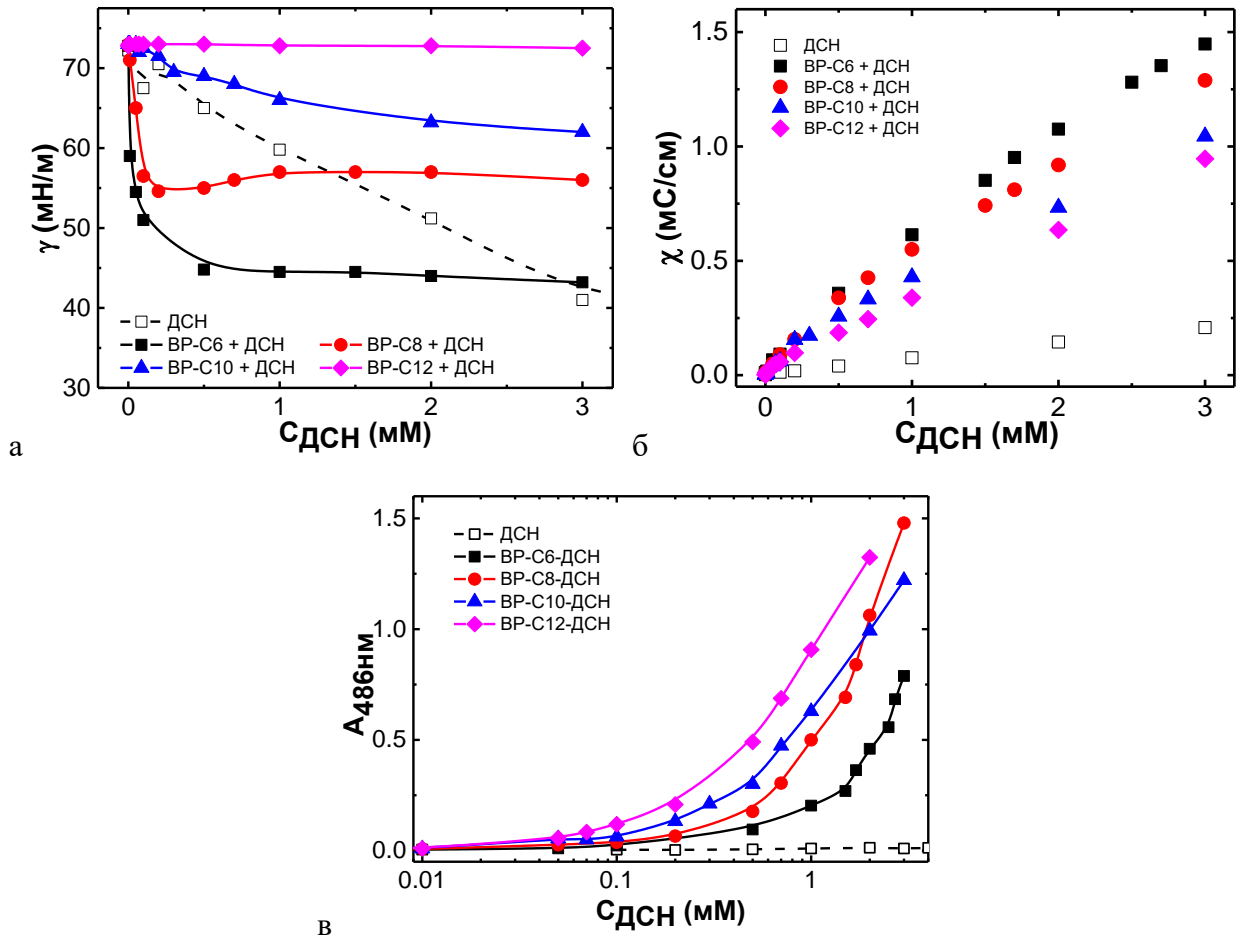 70
60
50
40
30
γ (мН/м)
ДСН
BP-C6 + ДСН
BP-C8 + ДСН
BP-C10 + ДСН
BP-C12 + ДСН
0
1
2
3
CДСН (мМ)
а
1.5
1.0
0.5
0.0
χ (мС/см)
ДСН
BP-C6 + ДСН
BP-C8 + ДСН
BP-C10 + ДСН
BP-C12 + ДСН
0
1
2
3
CДСН (мМ)
б
1.5
1.0
0.5
0.0
A486нм
ДСН
BP-C6-ДСН
BP-C8-ДСН
BP-C10-ДСН
BP-C12-ДСН
0.01
0.1
1
CДСН (мМ)
в